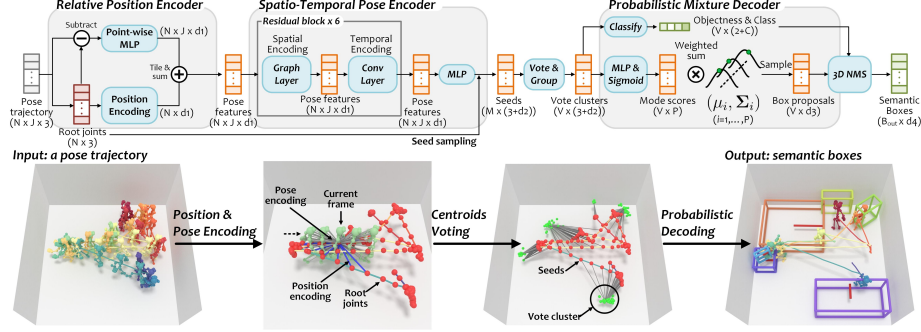 Relative Position Encoder
Subtract
Point-wise
MLP
(N x J x d1)
Tile &
sum
Pose
trajectory
(N x J x 3)
Position
Encoding
(N x d1)
Root joints
(N x 3)
Pose
features
(N x J x d1)
Spatio-Temporal Pose Encoder
Residual block x 6
Spatial
Encoding
Graph
Layer
Temporal
Encoding
Conv
Layer
Pose features
(N x J x d1)
Pose
features
(N x J x d1)
MLP
Seed sampling
Seeds
(M x (3+d2))
Vote &
Group
Vote clusters
(V x (3+d2))
Probabilistic Mixture Decoder
Classify
Objectness & Class
(V x (2+C))
MLP &
Sigmoid
Mode scores
(V x P)
Weighted
sum
(μi, Σi)
(i=1,...,P)
Sample
Box proposals
(V x d3)
3D NMS
Semantic
Boxes
(Bout x d4)
Input: a pose trajectory
Position &
Pose Encoding
Pose
encoding
Current
frame
Position
encoding
Root
joints
Centroids
Voting
Seeds
Vote cluster
Probabilistic
Decoding
Output: semantic boxes